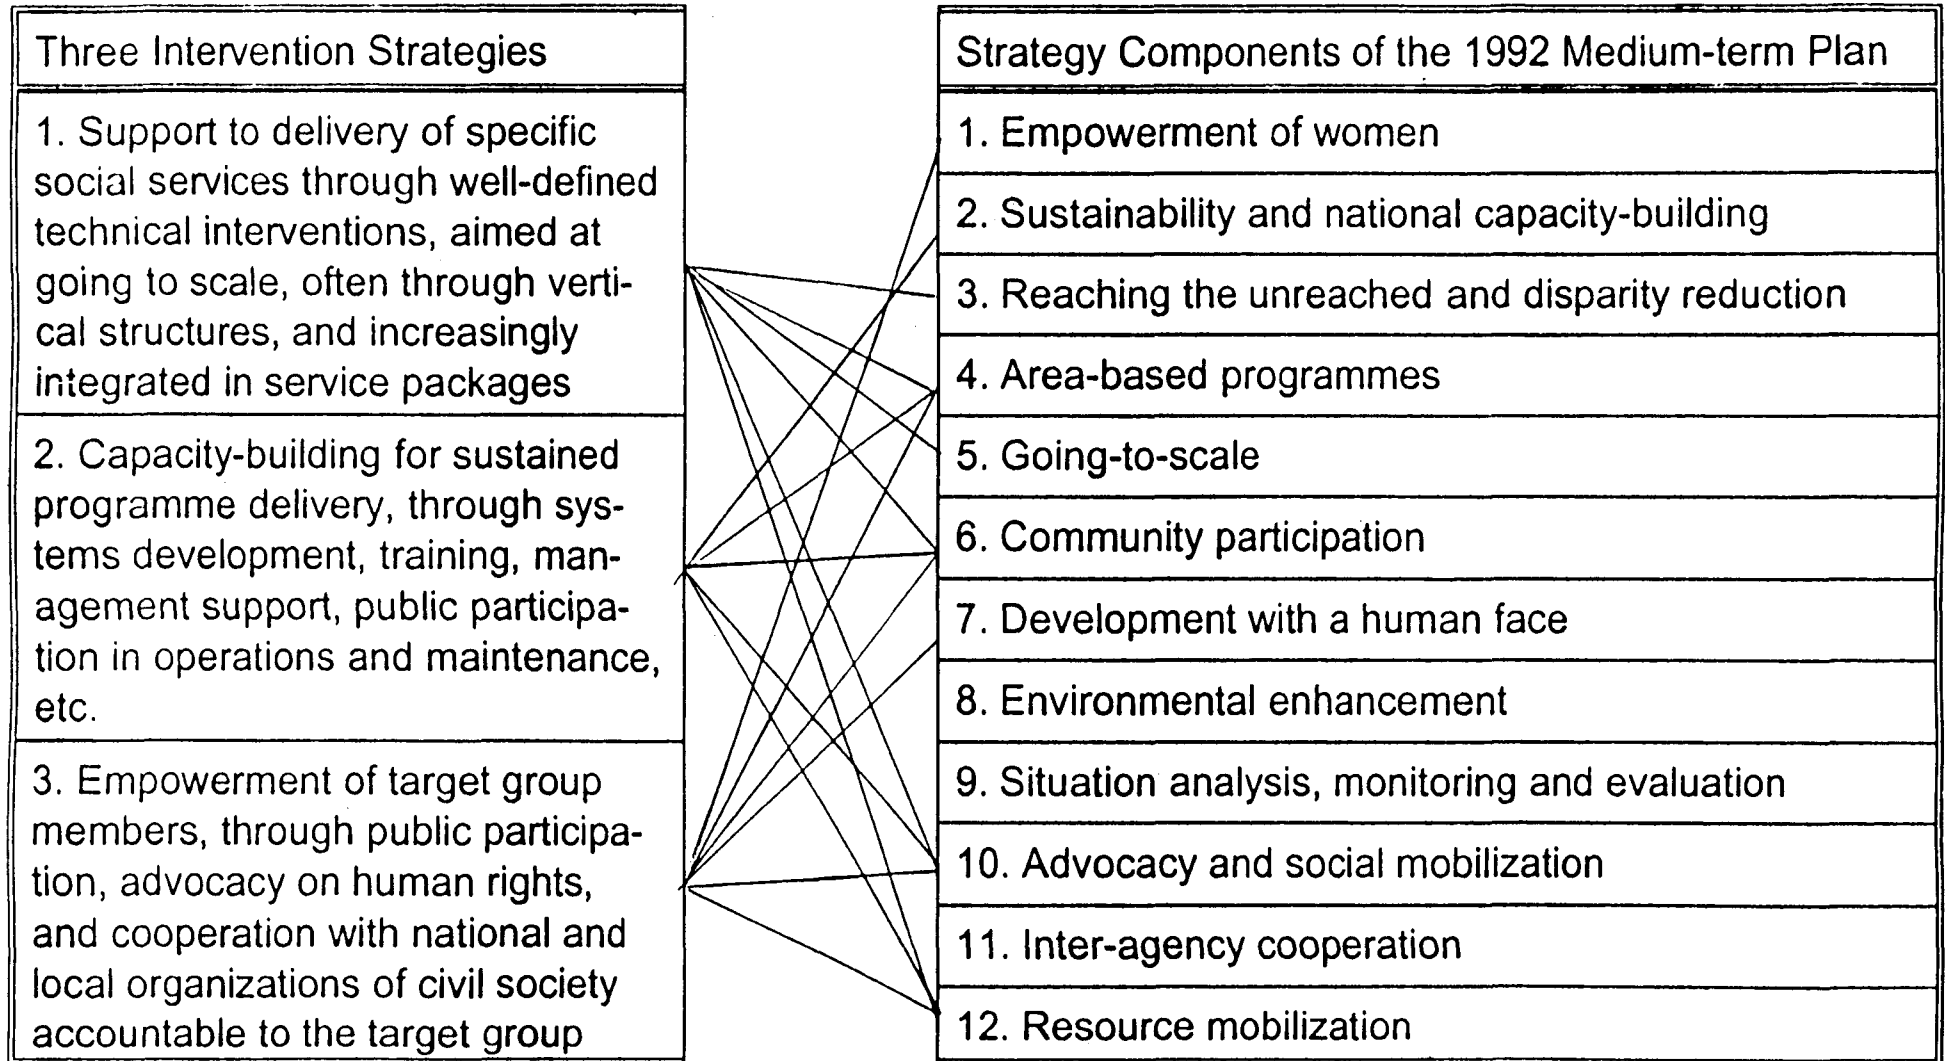 Three Intervention Strategies
1. Support to delivery of specific
social services through well-defined
technical interventions, aimed at
going to scale, often through verti-
cal structures, and increasingly
integrated in service packages
2. Capacity-building for sustained
programme delivery, through sys-
tems development, training, man-
agement support, public participa-
tion in operations and maintenance,
etc.
3. Empowerment of target group
members, through public participa-
tion, advocacy on human rights,
and cooperation with national and
local organizations of civil society
accountable to the target group
Strategy Components of the 1992 Medium-term Plan
1. Empowerment of women
2. Sustainability and national capacity-building
3. Reaching the unreached and disparity reduction
4. Area-based programmes
5. Going-to-scale
6. Community participation
7. Development with a human face
8. Environmental enhancement
9. Situation analysis, monitoring and evaluation
10. Advocacy and social mobilization
11. Inter-agency cooperation
12. Resource mobilization